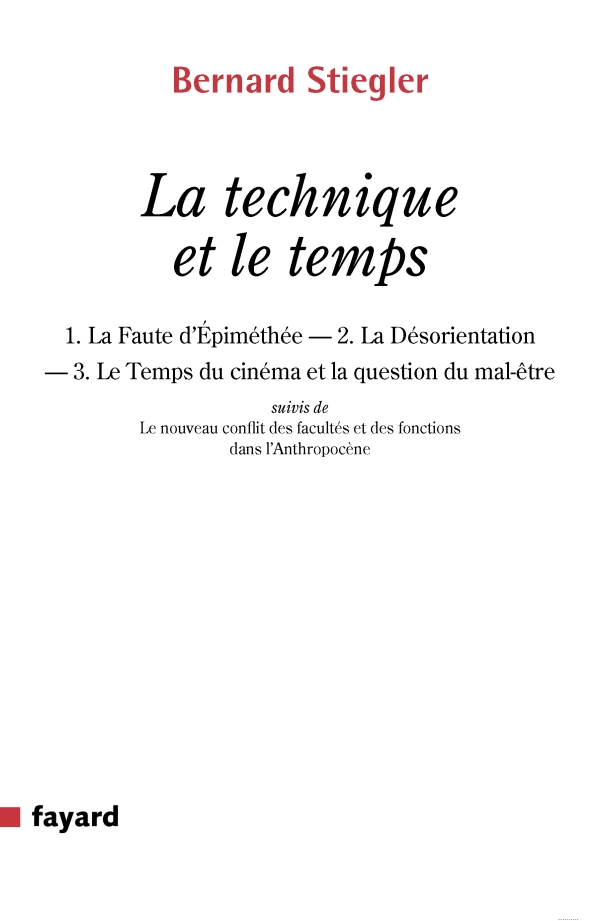 Bernard Stiegler
La technique
et le temps
1. La Faute d’Épiméthée — 2. La Désorientation
— 3. Le Temps du cinéma et la question du mal-être
suivis de
Le nouveau conflit des facultés et des fonctions
dans l’Anthropocène
fayard